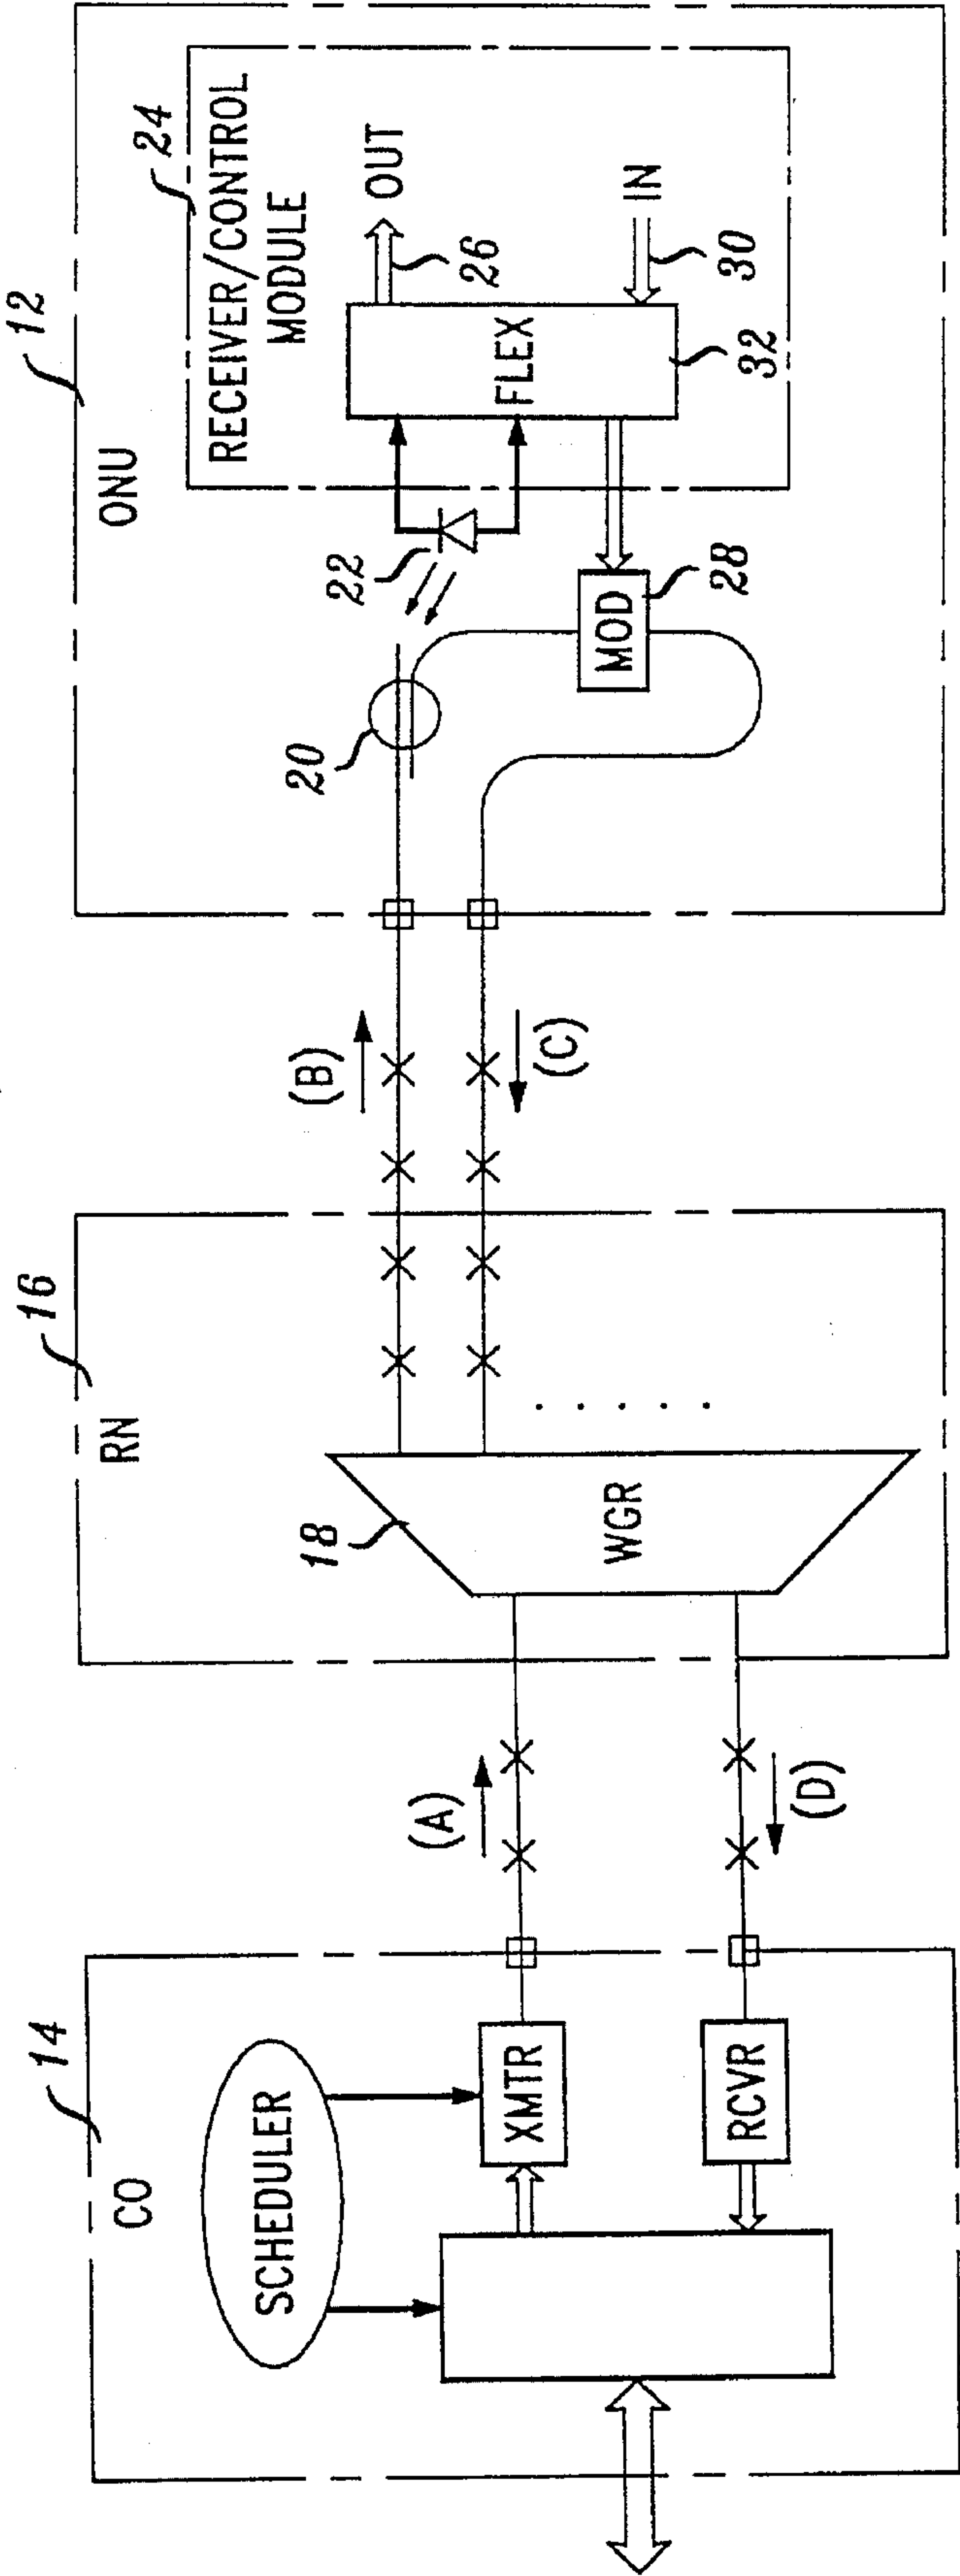 14
CO
SCHEDULER
XMTR
RCVR
(A)
(D)
16
RN
18
WGR
(B)
(C)
12
ONU
20
22
MOD
28
24
RECEIVER/CONTROL
MODULE
FLEX
32
OUT
26
IN
30